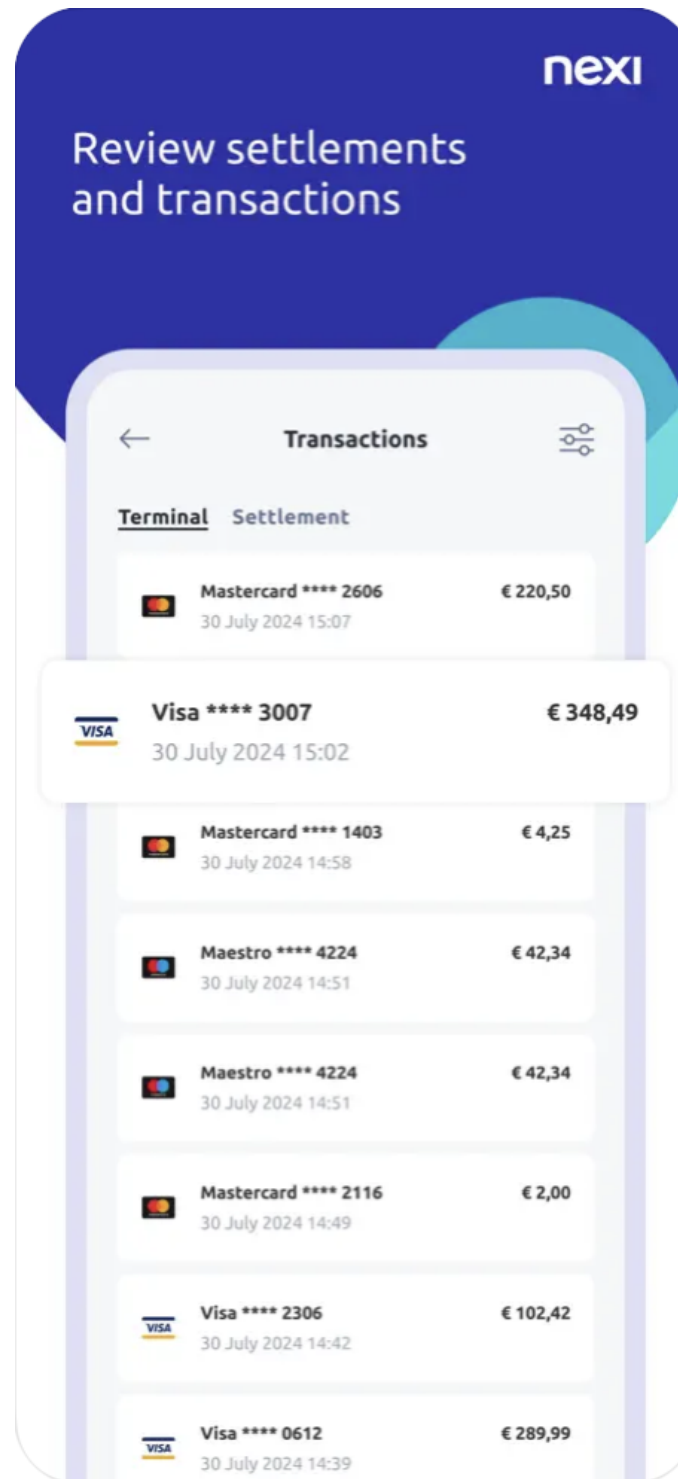 nexi
Review settlements
and transactions
Transactions
Terminal Settlement
Mastercard **** 2606 € 220,50
30 July 2024 15:07
VISA Visa **** 3007 € 348,49
30 July 2024 15:02
Mastercard **** 1403 € 4,25
30 July 2024 14:58
Maestro **** 4224 € 42,34
30 July 2024 14:51
Maestro **** 4224 € 42,34
30 July 2024 14:51
Mastercard **** 2116 € 2,00
30 July 2024 14:49
VISA Visa **** 2306 € 102,42
30 July 2024 14:42
VISA Visa **** 0612 € 289,99
30 July 2024 14:39